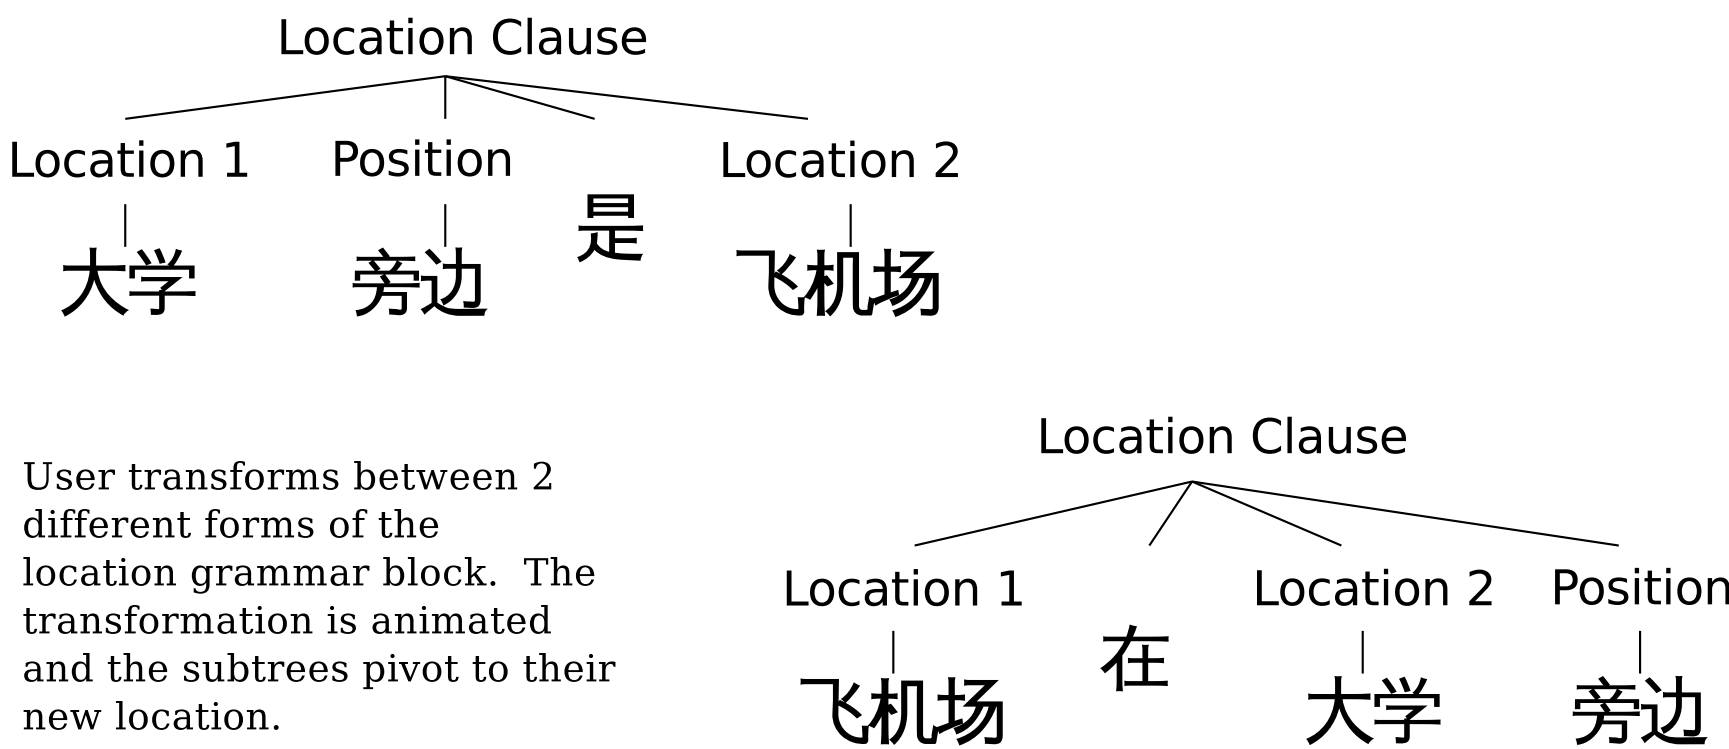 Location Clause
Location 1 Position 是 Location 2
大学 旁边 飞机场
Location Clause
User transforms between 2
different forms of the
location grammar block.  The
transformation is animated
and the subtrees pivot to their
new location.
Location 1 在 Location 2 Position
飞机场 大学 旁边